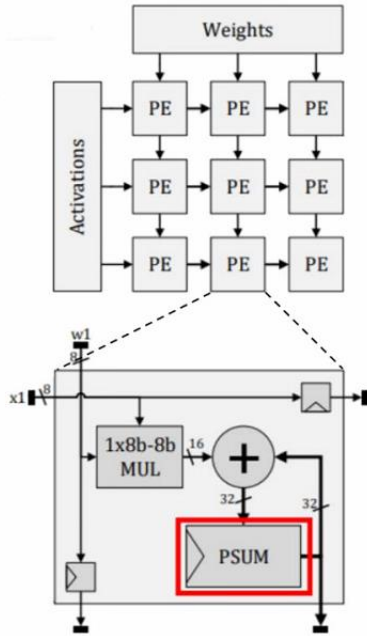 Weights
Activations
PE PE PE
PE PE PE
PE PE PE
w1
8
x1 8
1x8b-8b
MUL
16
+
32
32
PSUM